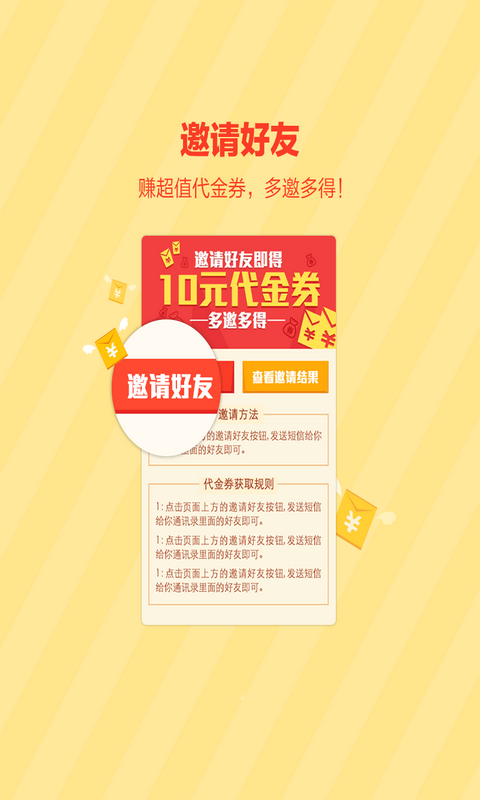 邀请好友
赚超值代金券，多邀多得！
邀请好友即得
10元代金券
多邀多得
邀请好友
查看邀请结果
邀请方法
的邀请好友按钮,发送短信给你
里面的好友即可。
代金券获取规则
1:点击页面上方的邀请好友按钮,发送短信
给你通讯录里面的好友即可。
1:点击页面上方的邀请好友按钮,发送短信
给你通讯录里面的好友即可。
1:点击页面上方的邀请好友按钮,发送短信
给你通讯录里面的好友即可。